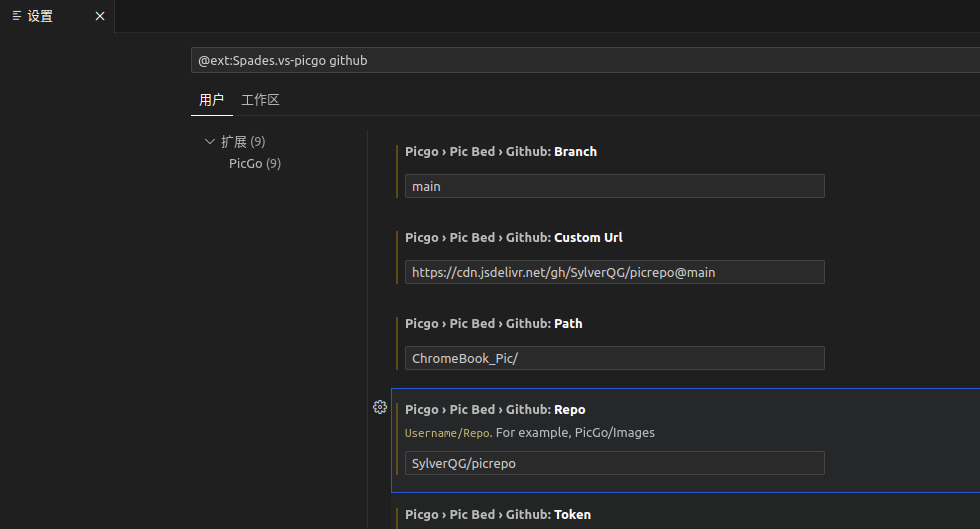 设置
@ext:Spades.vs-picgo github
用户 工作区
扩展 (9)
PicGo (9)
Picgo › Pic Bed › Github: Branch
main
Picgo › Pic Bed › Github: Custom Url
https://cdn.jsdelivr.net/gh/SylverQG/picrepo@main
Picgo › Pic Bed › Github: Path
ChromeBook_Pic/
Picgo › Pic Bed › Github: Repo
Username/Repo. For example, PicGo/Images
SylverQG/picrepo
Picgo › Pic Bed › Github: Token